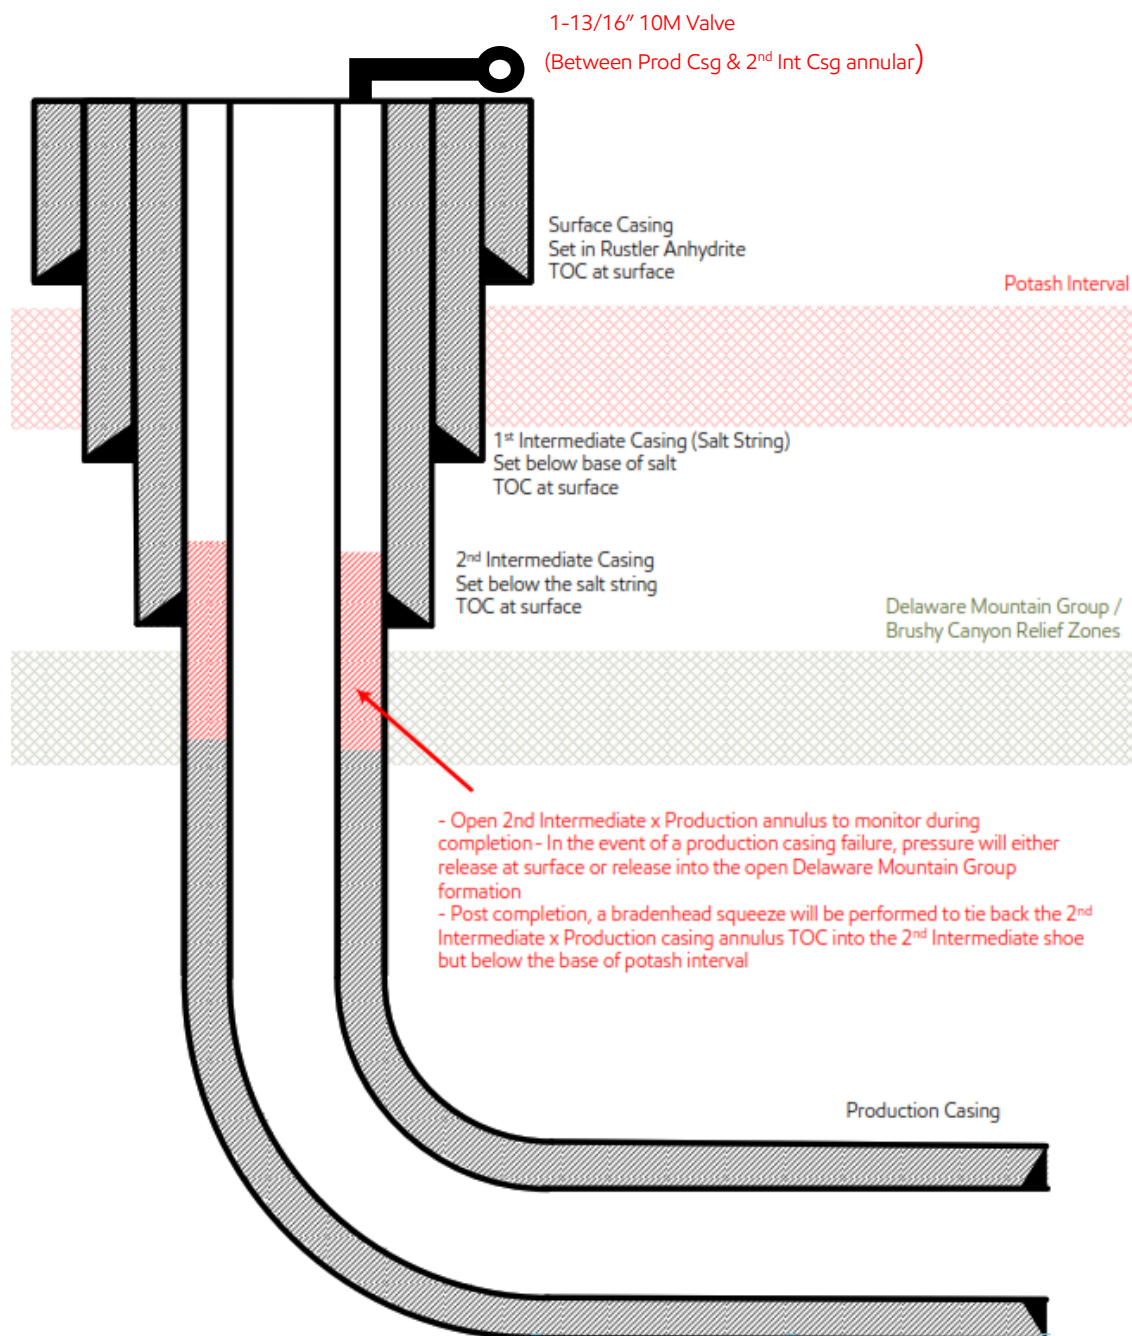 1-13/16" 10M Valve
(Between Prod Csg & 2nd Int Csg annular)
Surface Casing
Set in Rustler Anhydrite
TOC at surface
Potash Interval
1st Intermediate Casing (Salt String)
Set below base of salt
TOC at surface
2nd Intermediate Casing
Set below the salt string
TOC at surface
Delaware Mountain Group /
Brushy Canyon Relief Zones
- Open 2nd Intermediate x Production annulus to monitor during
completion- In the event of a production casing failure, pressure will either
release at surface or release into the open Delaware Mountain Group
formation
- Post completion, a bradenhead squeeze will be performed to tie back the 2nd
Intermediate x Production casing annulus TOC into the 2nd Intermediate shoe
but below the base of potash interval
Production Casing